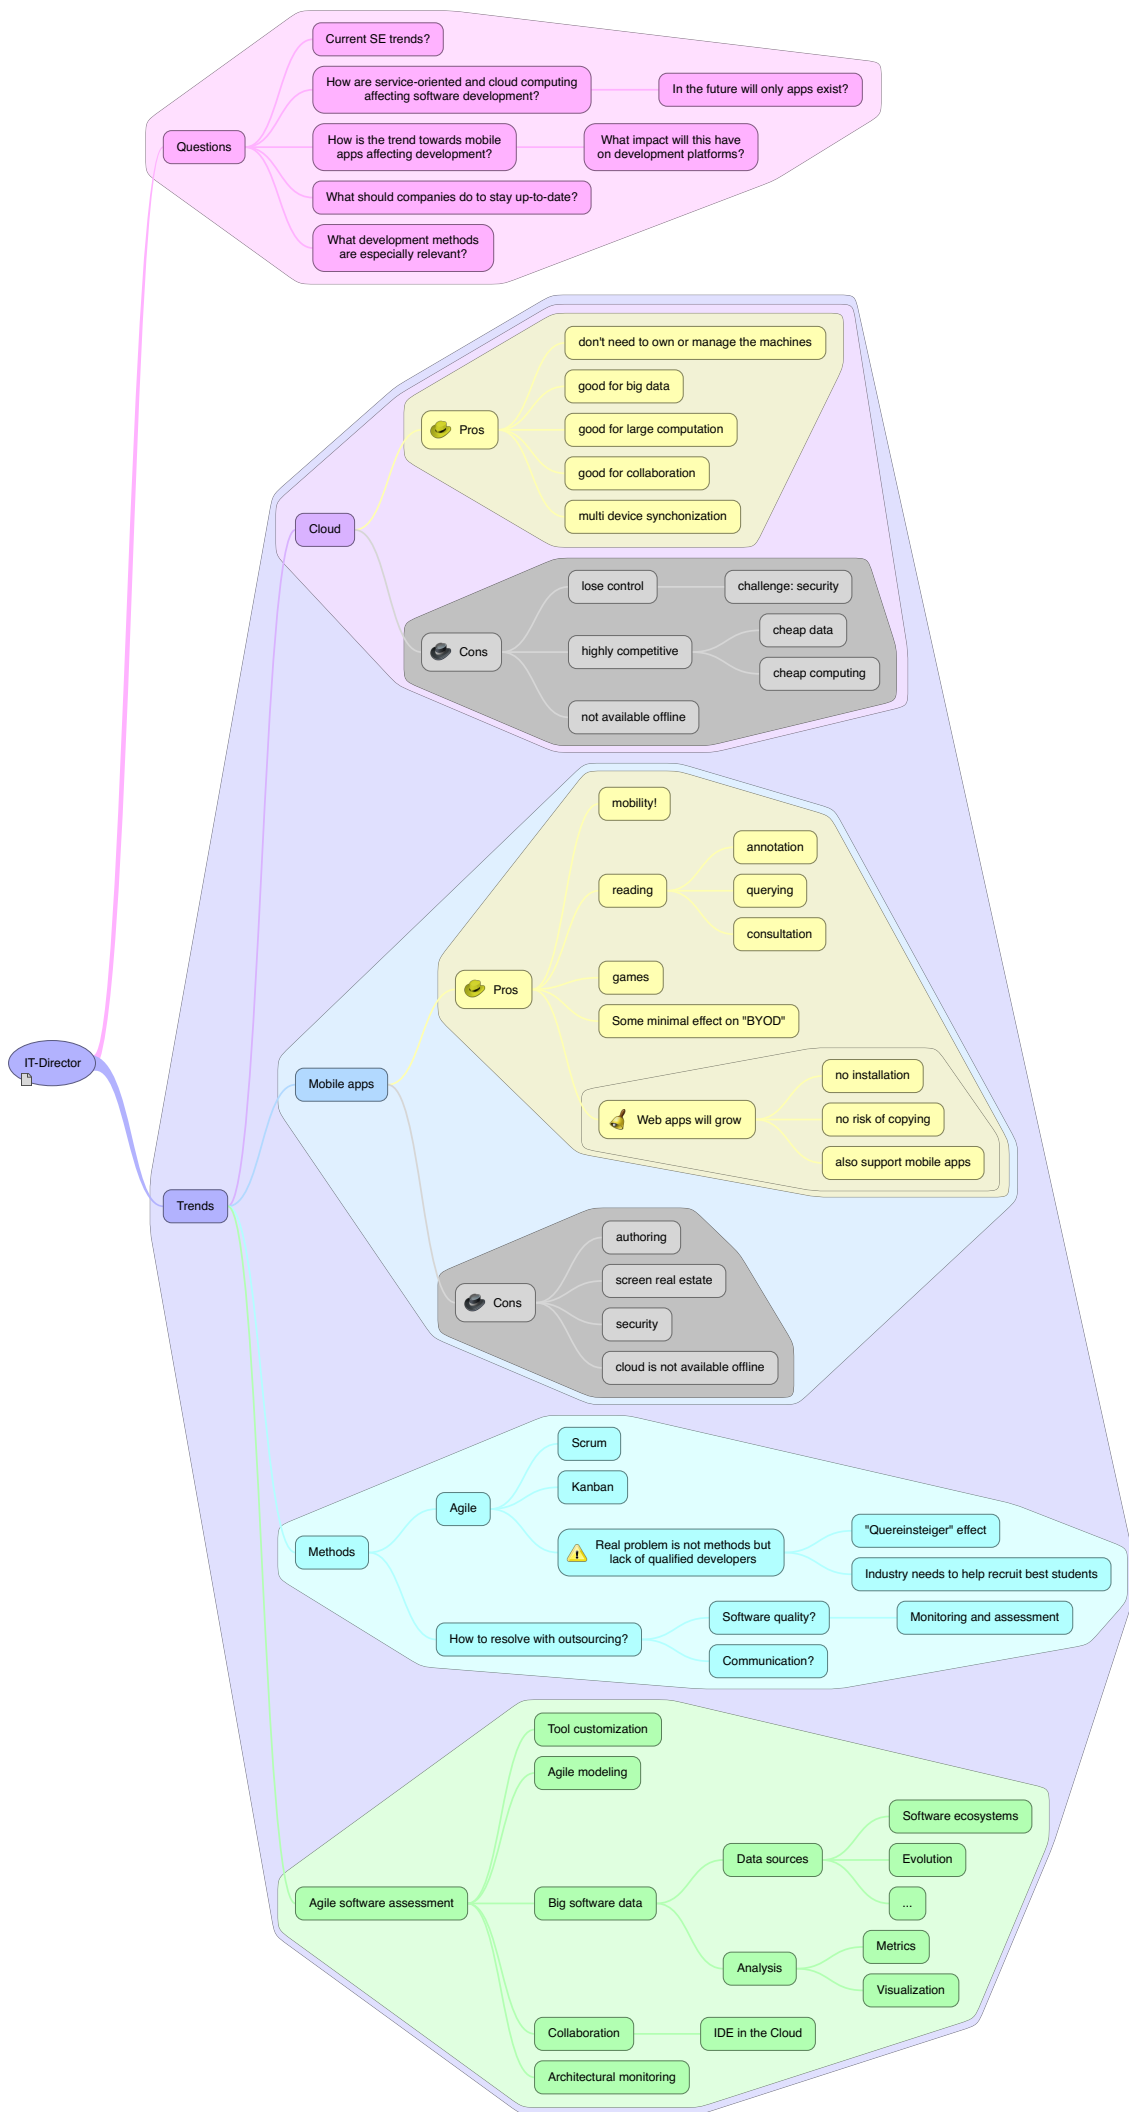 Current SE trends?
How are service-oriented and cloud computing
affecting software development?
In the future will only apps exist?
Questions
How is the trend towards mobile
apps affecting development?
What impact will this have
on development platforms?
What should companies do to stay up-to-date?
What development methods
are especially relevant?
don't need to own or manage the machines
good for big data
Pros
good for large computation
good for collaboration
multi device synchonization
Cloud
lose control
challenge: security
Cons
highly competitive
cheap data
cheap computing
not available offline
mobility!
reading
annotation
querying
consultation
Pros
games
Some minimal effect on "BYOD"
Web apps will grow
no installation
no risk of copying
also support mobile apps
IT-Director
Mobile apps
Trends
authoring
screen real estate
Cons
security
cloud is not available offline
Scrum
Kanban
Agile
Real problem is not methods but
lack of qualified developers
"Quereinsteiger" effect
Industry needs to help recruit best students
Methods
How to resolve with outsourcing?
Software quality?
Monitoring and assessment
Communication?
Tool customization
Agile modeling
Agile software assessment
Big software data
Data sources
Software ecosystems
Evolution
...
Analysis
Metrics
Visualization
Collaboration
IDE in the Cloud
Architectural monitoring